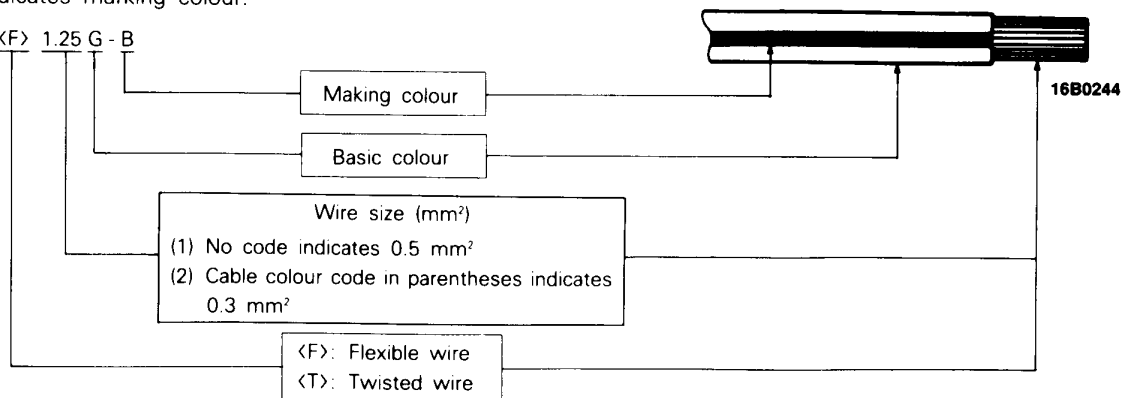 indicates marking colour.
<F> 1.25 G - B
16B0244
Making colour
Basic colour
Wire size (mm²)
(1) No code indicates 0.5 mm²
(2) Cable colour code in parentheses indicates
0.3 mm²
<F>: Flexible wire
<T>: Twisted wire